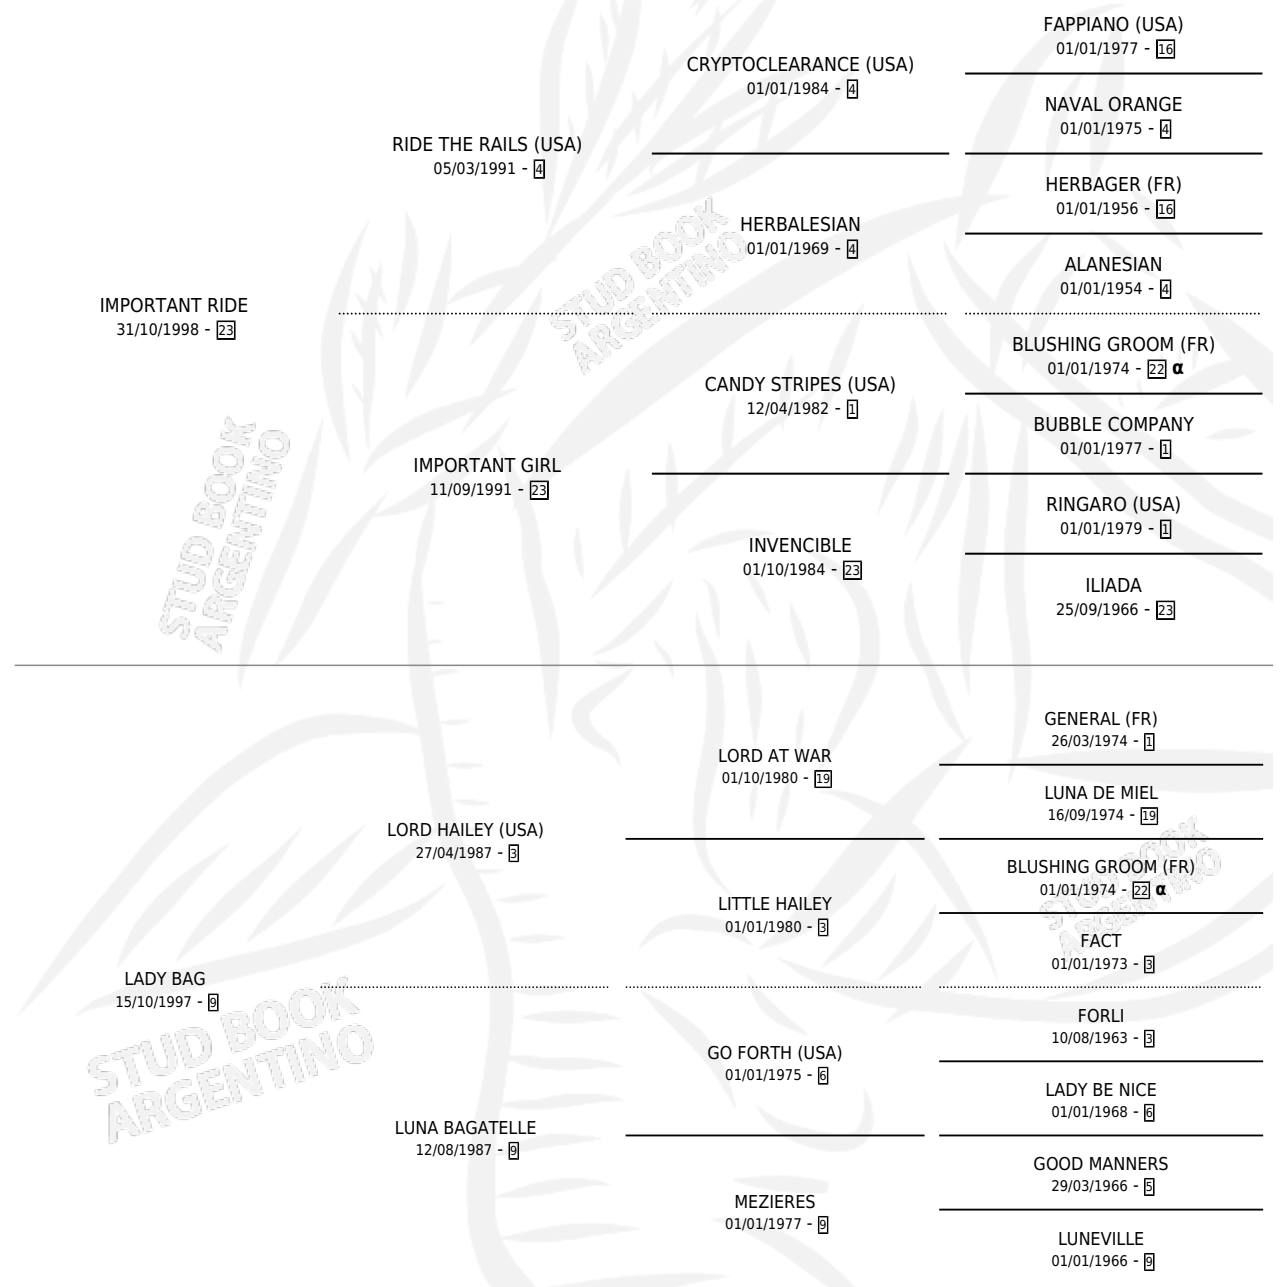 FAPPIANO (USA)
01/01/1977 - 16
CRYPTOCLEARANCE (USA)
01/01/1984 - 4
NAVAL ORANGE
01/01/1975 - 4
RIDE THE RAILS (USA)
05/03/1991 - 4
HERBAGER (FR)
01/01/1956 - 16
HERBALESIAN
01/01/1969 - 4
ALANESIAN
01/01/1954 - 4
IMPORTANT RIDE
31/10/1998 - 23
BLUSHING GROOM (FR)
01/01/1974 - 22 α
CANDY STRIPES (USA)
12/04/1982 - 1
BUBBLE COMPANY
01/01/1977 - 1
IMPORTANT GIRL
11/09/1991 - 23
RINGARO (USA)
01/01/1979 - 1
INVENCIBLE
01/10/1984 - 23
ILIADA
25/09/1966 - 23
GENERAL (FR)
26/03/1974 - 1
LORD AT WAR
01/10/1980 - 19
LUNA DE MIEL
16/09/1974 - 19
LORD HAILEY (USA)
27/04/1987 - 3
BLUSHING GROOM (FR)
01/01/1974 - 22 α
LITTLE HAILEY
01/01/1980 - 3
FACT
01/01/1973 - 3
LADY BAG
15/10/1997 - 9
FORLI
10/08/1963 - 3
GO FORTH (USA)
01/01/1975 - 6
LADY BE NICE
01/01/1968 - 6
LUNA BAGATELLE
12/08/1987 - 9
GOOD MANNERS
29/03/1966 - 5
MEZIERES
01/01/1977 - 9
LUNEVILLE
01/01/1966 - 9
STUD BOOK
ARGENTINO
STUD BOOK
ARGENTINO
STUD BOOK
ARGENTINO
STUD BOOK
ARGENTINO